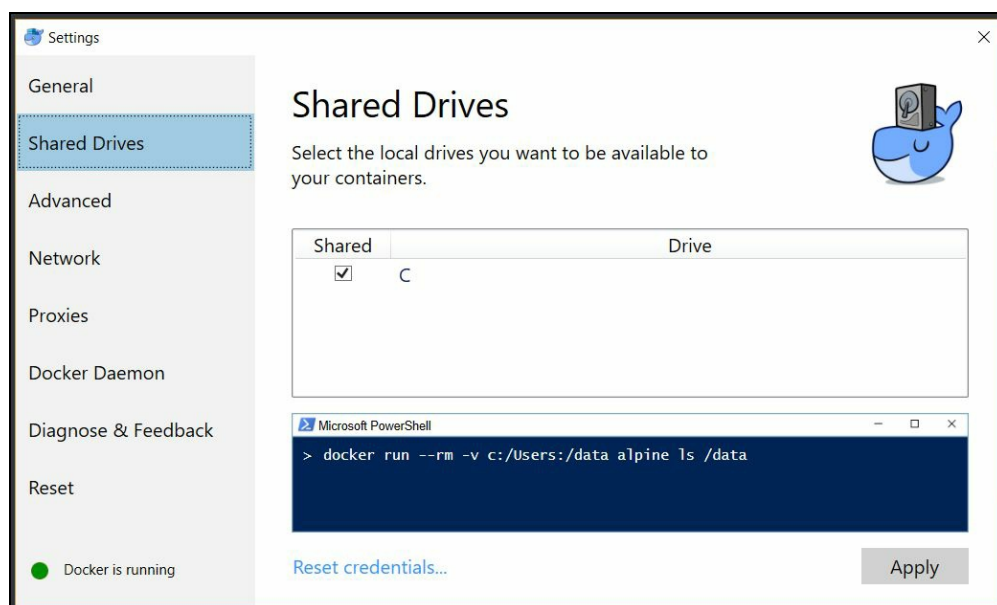 Settings
General
Shared Drives
Advanced
Network
Proxies
Docker Daemon
Diagnose & Feedback
Reset
Docker is running
Shared Drives
Select the local drives you want to be available to
your containers.
Shared Drive
C
Microsoft PowerShell
> docker run --rm -v c:/Users:/data alpine ls /data
Reset credentials...
Apply